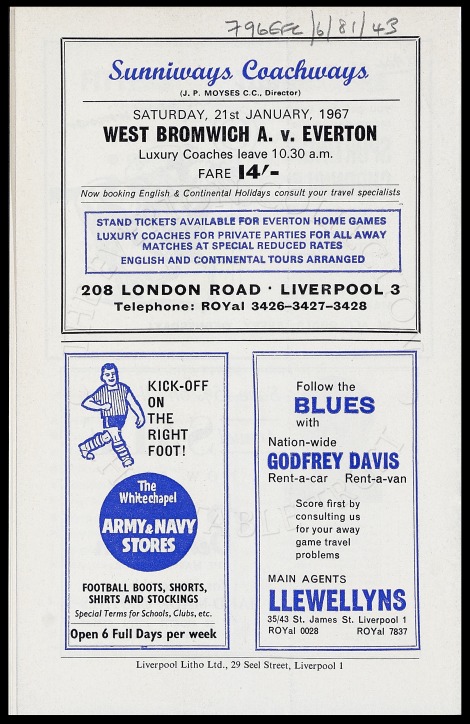 796EFC/6/81/43
Sunniways Coachways
(J. P. MOYSES C.C., Director)
SATURDAY, 21st JANUARY, 1967
WEST BROMWICH A. v. EVERTON
Luxury Coaches leave 10.30 a.m.
FARE 14/-
Now booking English & Continental Holidays consult your travel specialists
STAND TICKETS AVAILABLE FOR EVERTON HOME GAMES
LUXURY COACHES FOR PRIVATE PARTIES FOR ALL AWAY
MATCHES AT SPECIAL REDUCED RATES
ENGLISH AND CONTINENTAL TOURS ARRANGED
208 LONDON ROAD · LIVERPOOL 3
Telephone: ROYal 3426–3427–3428
KICK-OFF
ON
THE
RIGHT
FOOT!
The
Whitechapel
ARMY & NAVY
STORES
FOOTBALL BOOTS, SHORTS,
SHIRTS AND STOCKINGS
Special Terms for Schools, Clubs, etc.
Open 6 Full Days per week
Follow the
BLUES
with
Nation-wide
GODFREY DAVIS
Rent-a-car Rent-a-van
Score first by
consulting us
for your away
game travel
problems
MAIN AGENTS
LLEWELLYNS
35/43 St. James St. Liverpool 1
ROYal 0028 ROYal 7837
Liverpool Litho Ltd., 29 Seel Street, Liverpool 1